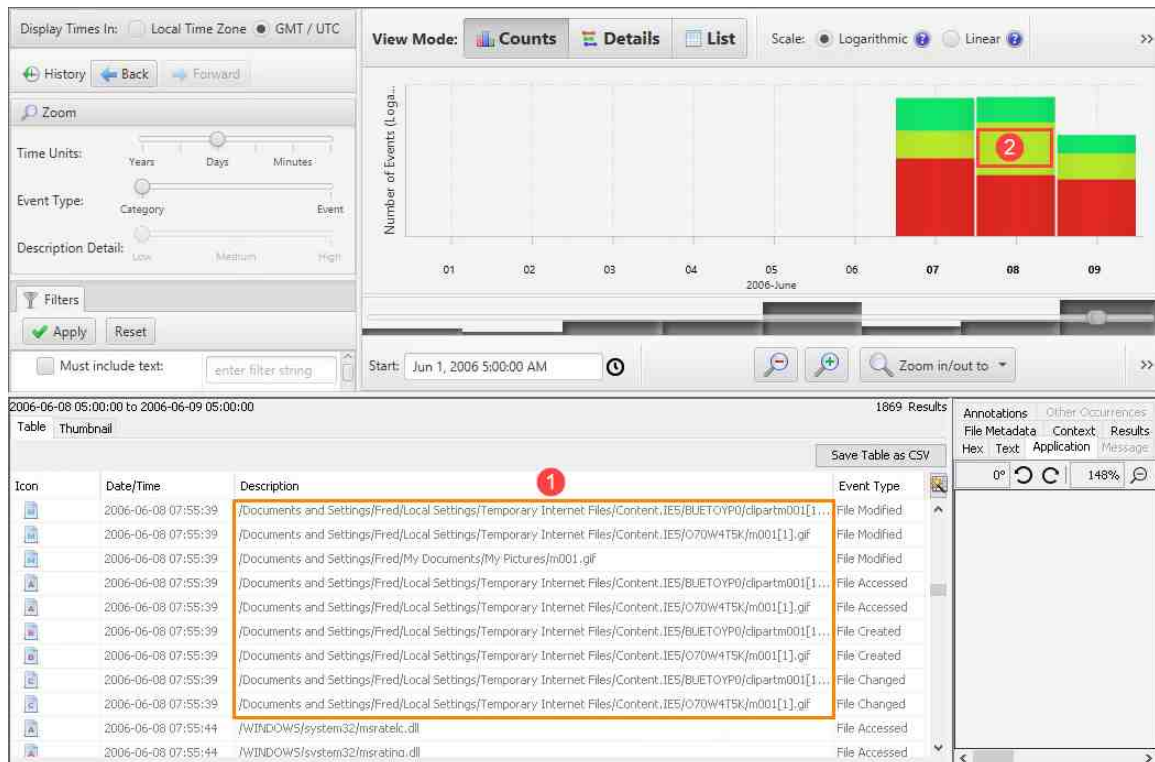 Display Times In: Local Time Zone GMT / UTC
History Back Forward
Zoom
Time Units:
Years Days Minutes
Event Type:
Category Event
Description Detail:
Low Medium High
Filters
Apply Reset
Must include text: enter filter string
View Mode: Counts Details List Scale: Logarithmic Linear >>
Number of Events (Loga...
2
01 02 03 04 05 06 07 08 09
2006-June
Start: Jun 1, 2006 5:00:00 AM Zoom in/out to >>
2006-06-08 05:00:00 to 2006-06-09 05:00:00 1869 Results
Table Thumbnail
Save Table as CSV
1
Icon Date/Time Description Event Type
2006-06-08 07:55:39 /Documents and Settings/Fred/Local Settings/Temporary Internet Files/Content.IE5/BUETOYP0/clipartm001[1... File Modified
2006-06-08 07:55:39 /Documents and Settings/Fred/Local Settings/Temporary Internet Files/Content.IE5/O70W4T5K/m001[1].gif File Modified
2006-06-08 07:55:39 /Documents and Settings/Fred/My Documents/My Pictures/m001.gif File Modified
2006-06-08 07:55:39 /Documents and Settings/Fred/Local Settings/Temporary Internet Files/Content.IE5/BUETOYP0/clipartm001[1... File Accessed
2006-06-08 07:55:39 /Documents and Settings/Fred/Local Settings/Temporary Internet Files/Content.IE5/O70W4T5K/m001[1].gif File Accessed
2006-06-08 07:55:39 /Documents and Settings/Fred/Local Settings/Temporary Internet Files/Content.IE5/BUETOYP0/clipartm001[1... File Created
2006-06-08 07:55:39 /Documents and Settings/Fred/Local Settings/Temporary Internet Files/Content.IE5/O70W4T5K/m001[1].gif File Created
2006-06-08 07:55:39 /Documents and Settings/Fred/Local Settings/Temporary Internet Files/Content.IE5/BUETOYP0/clipartm001[1... File Changed
2006-06-08 07:55:39 /Documents and Settings/Fred/Local Settings/Temporary Internet Files/Content.IE5/O70W4T5K/m001[1].gif File Changed
2006-06-08 07:55:44 /WINDOWS/system32/msratelc.dll File Accessed
2006-06-08 07:55:44 /WINDOWS/system32/msrating.dll File Accessed
Annotations Other Occurrences
File Metadata Context Results
Hex Text Application Message
0° 148%